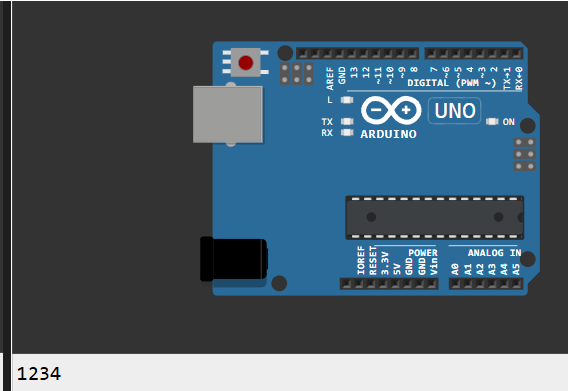 AREF
GND
13
12
~11
~10
~9
8
7
~6
~5
4
~3
2
TX→1
RX←0
DIGITAL (PWM ~)
L
TX
RX
ARDUINO
UNO
ON
IOREF
RESET
3.3V
5V
GND
GND
Vin
POWER
ANALOG IN
A0
A1
A2
A3
A4
A5
1234